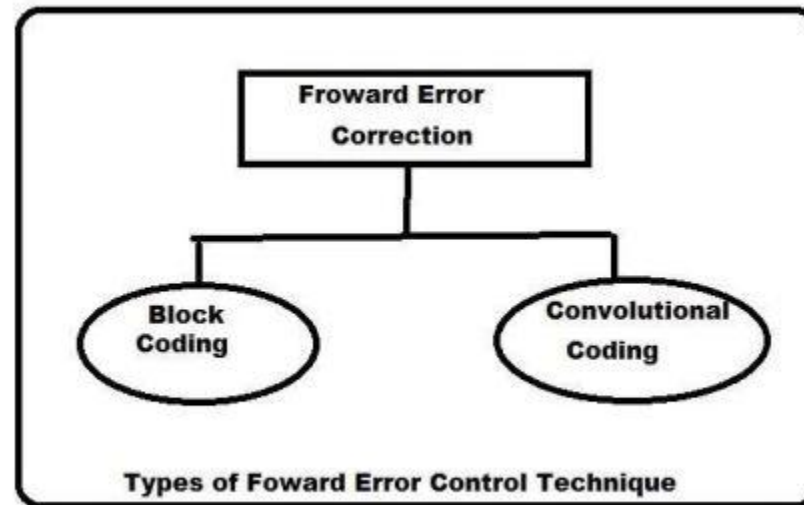 Froward Error
Correction
Block
Coding
Convolutional
Coding
Types of Foward Error Control Technique